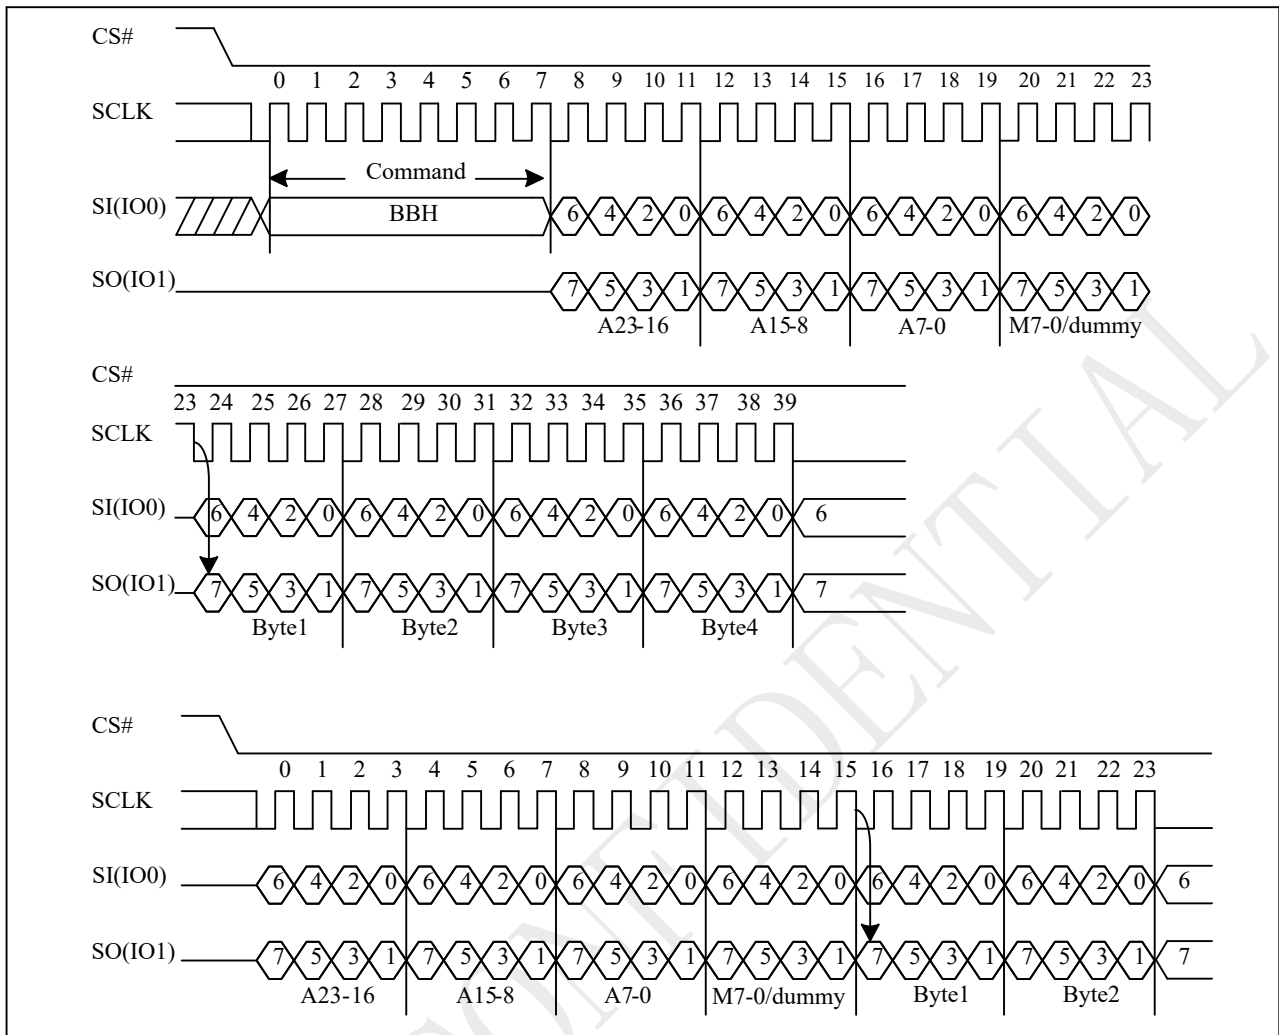 CS#
0 1 2 3 4 5 6 7 8 9 10 11 12 13 14 15 16 17 18 19 20 21 22 23
SCLK
Command
SI(IO0) BBH 6 4 2 0 6 4 2 0 6 4 2 0 6 4 2 0
SO(IO1) 7 5 3 1 7 5 3 1 7 5 3 1 7 5 3 1
A23-16 A15-8 A7-0 M7-0/dummy
CS#
23 24 25 26 27 28 29 30 31 32 33 34 35 36 37 38 39
SCLK
SI(IO0) 6 4 2 0 6 4 2 0 6 4 2 0 6 4 2 0 6
SO(IO1) 7 5 3 1 7 5 3 1 7 5 3 1 7 5 3 1 7
Byte1 Byte2 Byte3 Byte4
CS#
0 1 2 3 4 5 6 7 8 9 10 11 12 13 14 15 16 17 18 19 20 21 22 23
SCLK
SI(IO0) 6 4 2 0 6 4 2 0 6 4 2 0 6 4 2 0 6 4 2 0 6 4 2 0 6
SO(IO1) 7 5 3 1 7 5 3 1 7 5 3 1 7 5 3 1 7 5 3 1 7 5 3 1 7
A23-16 A15-8 A7-0 M7-0/dummy Byte1 Byte2
CONFIDENTIAL